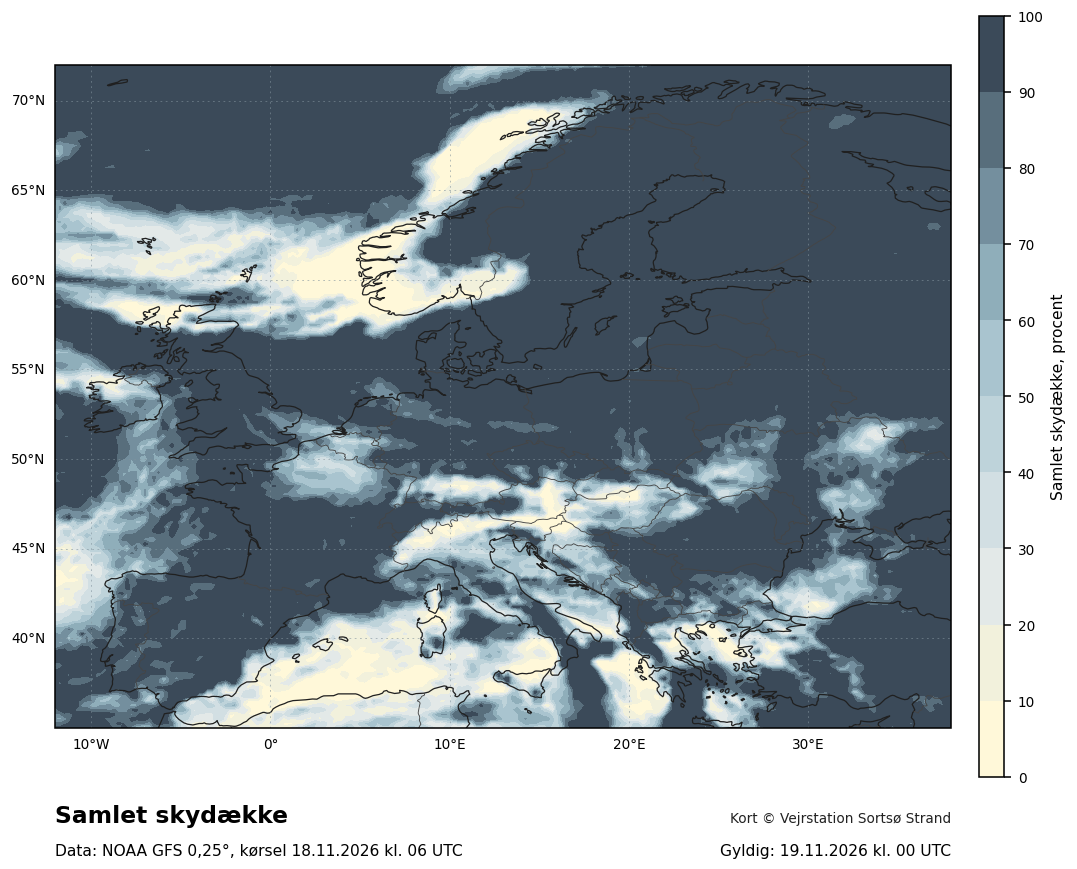 100
90
80
70
60
50
40
30
20
10
0
Samlet skydække, procent
70°N
65°N
60°N
55°N
50°N
45°N
40°N
10°W
0°
10°E
20°E
30°E
Samlet skydække
Kort © Vejrstation Sortsø Strand
Data: NOAA GFS 0,25°, kørsel 18.11.2026 kl. 06 UTC
Gyldig: 19.11.2026 kl. 00 UTC